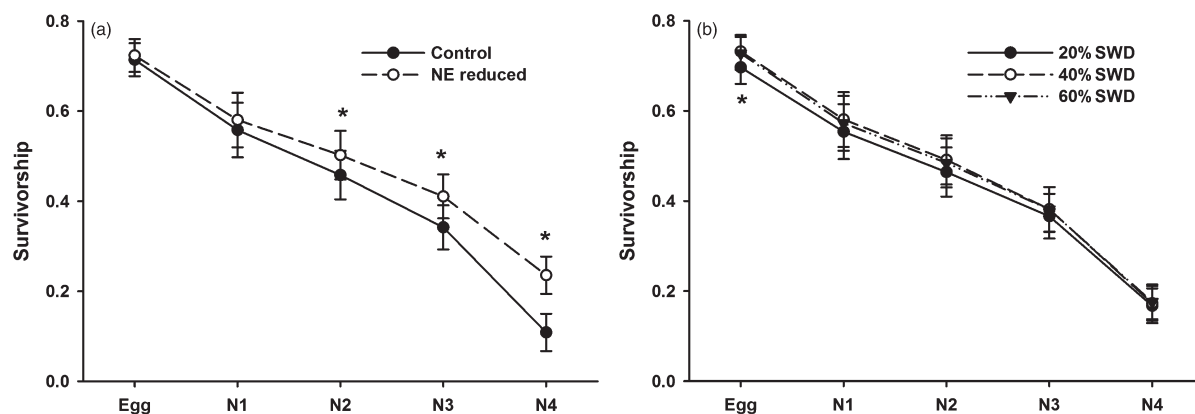 (a)
Control
NE reduced
*
*
*
0.8
0.6
0.4
0.2
0.0
Survivorship
Egg N1 N2 N3 N4
(b)
20% SWD
40% SWD
60% SWD
*
0.8
0.6
0.4
0.2
0.0
Survivorship
Egg N1 N2 N3 N4